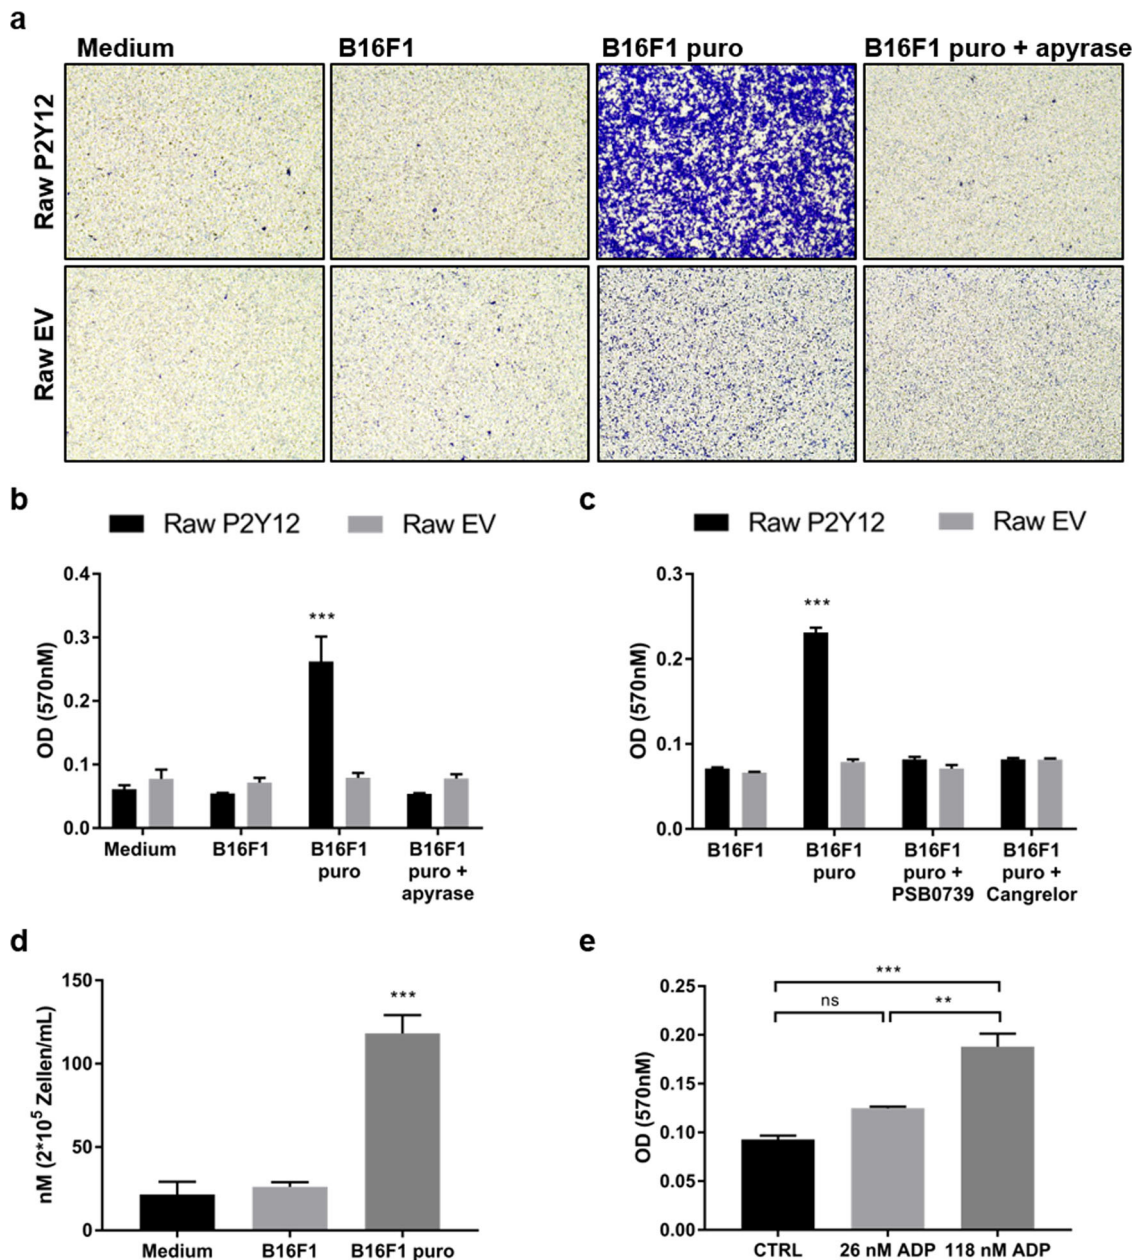 a
Medium B16F1 B16F1 puro B16F1 puro + apyrase
Raw P2Y12
Raw EV
b
Raw P2Y12 Raw EV
OD (570nM)
0.4
0.3
0.2
0.1
0.0
***
Medium B16F1 B16F1 B16F1
puro puro +
apyrase
c
Raw P2Y12 Raw EV
OD (570nM)
0.3
0.2
0.1
0.0
***
B16F1 B16F1 B16F1 B16F1
puro puro + puro +
PSB0739 Cangrelor
d
nM (2*10⁵ Zellen/mL)
150
100
50
0
***
Medium B16F1 B16F1 puro
e
OD (570nM)
0.25
0.20
0.15
0.10
0.05
0.00
***
ns **
CTRL 26 nM ADP 118 nM ADP